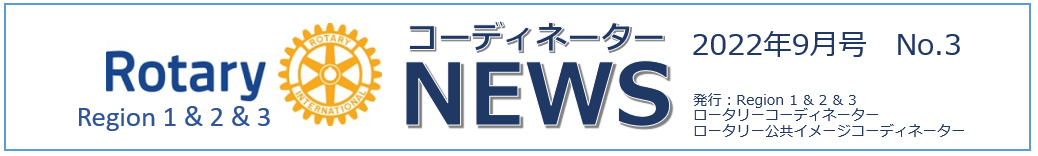 Rotary
ROTARY
INTERNATIONAL
Region 1 & 2 & 3
コーディネーター
NEWS
2022年9月号　No.3
発行：Region 1 & 2 & 3
ロータリーコーディネーター
ロータリー公共イメージコーディネーター